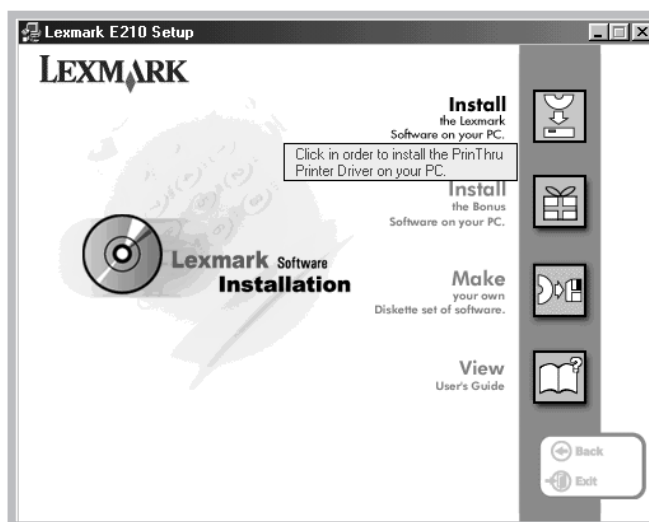 Lexmark E210 Setup
LEXMARK
Install
the Lexmark
Software on your PC.
Click in order to install the PrinThru
Printer Driver on your PC.
Install
the Bonus
Software on your PC.
Lexmark Software
Installation
Make
your own
Diskette set of software.
View
User's Guide
Back
Exit